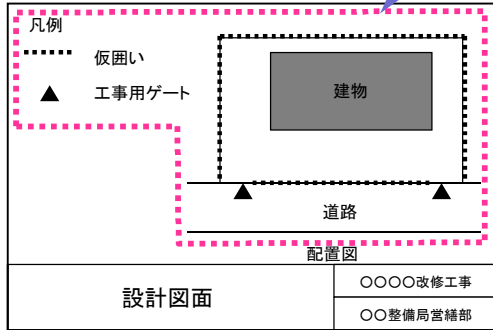 凡例
仮囲い
工事用ゲート
建物
道路
配置図
設計図面
○○○○改修工事
○○整備局営繕部